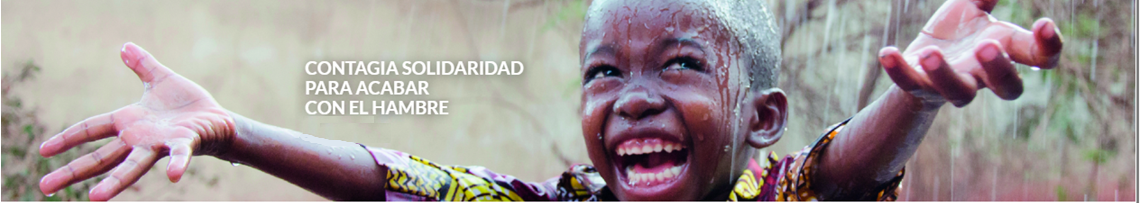 CONTAGIA SOLIDARIDAD
PARA ACABAR
CON EL HAMBRE